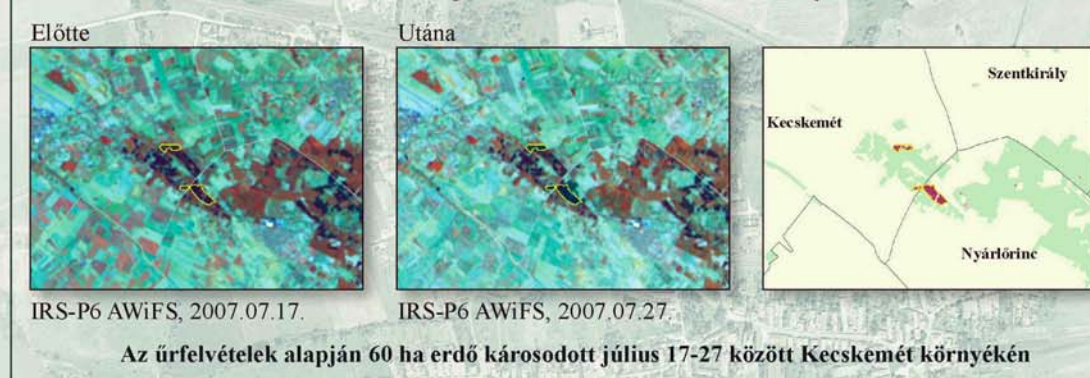 Előtte
Utána
Szentkirály
Kecskemét
Nyárlőrinc
IRS-P6 AWiFS, 2007.07.17.
IRS-P6 AWiFS, 2007.07.27.
Az űrfelvételek alapján 60 ha erdő károsodott július 17-27 között Kecskemét környékén